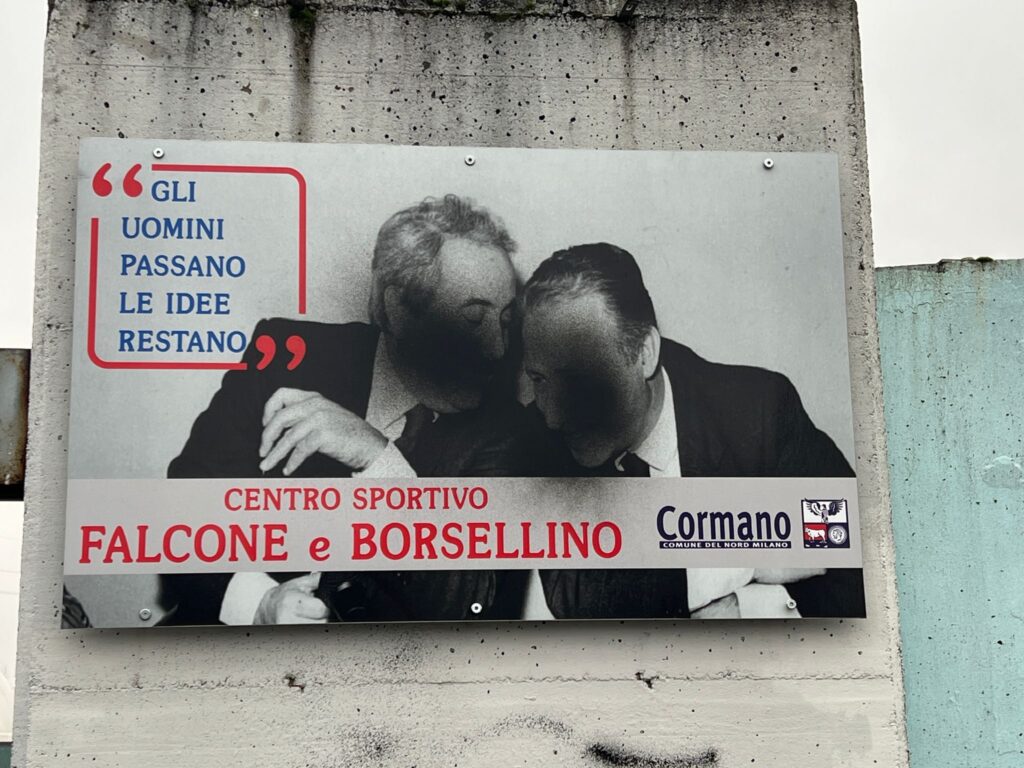 “ GLI
UOMINI
PASSANO
LE IDEE
RESTANO ”
CENTRO SPORTIVO
FALCONE e BORSELLINO
Cormano
COMUNE DEL NORD MILANO